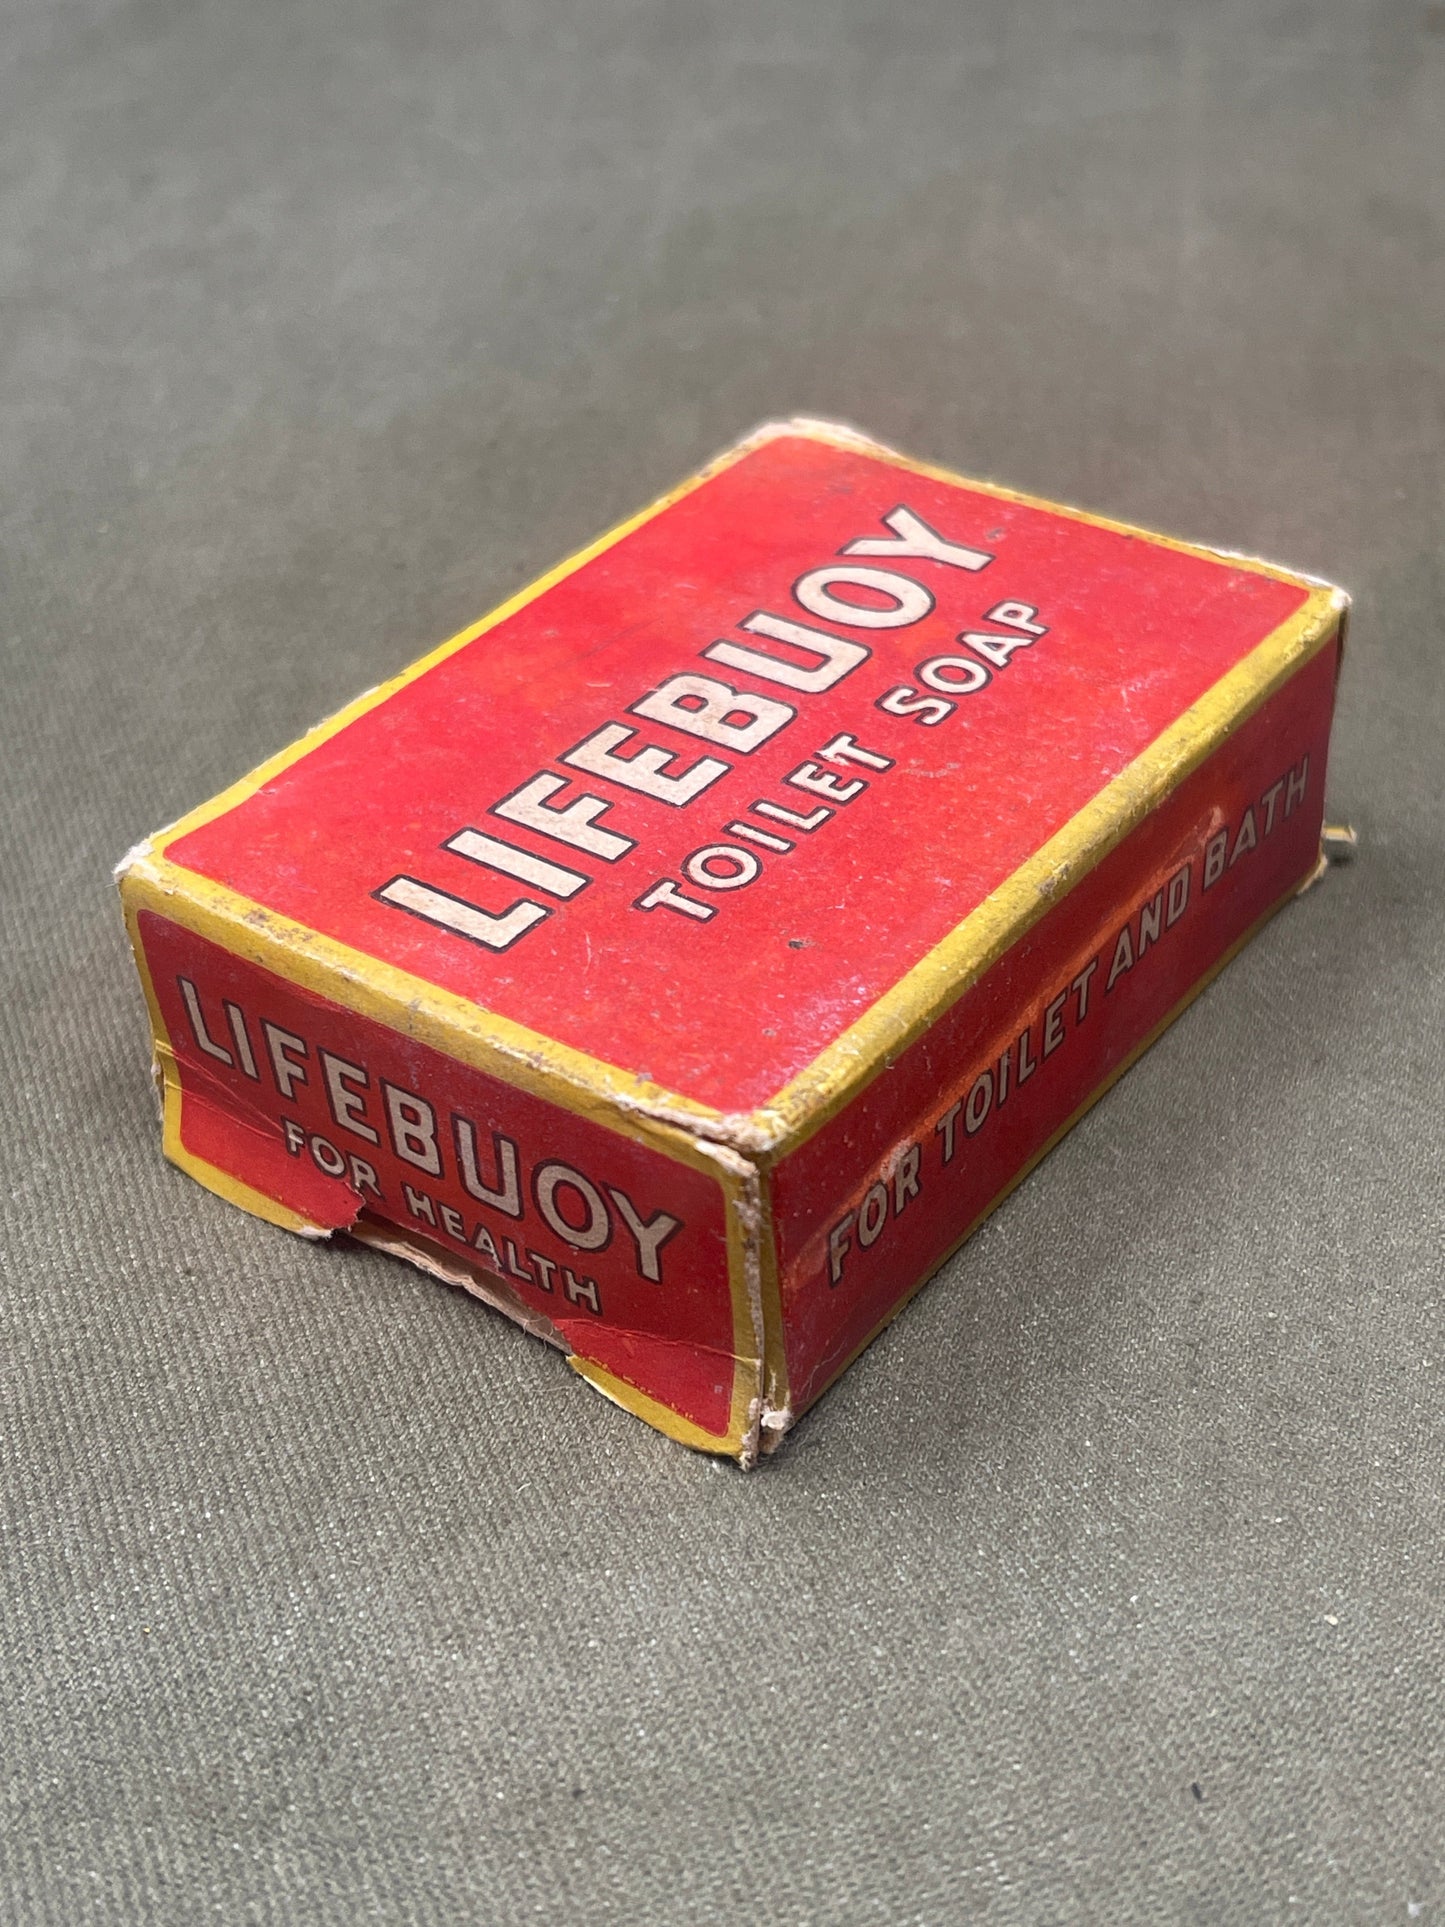 LIFEBUOY
TOILET SOAP
LIFEBUOY
FOR HEALTH
FOR TOILET AND BATH